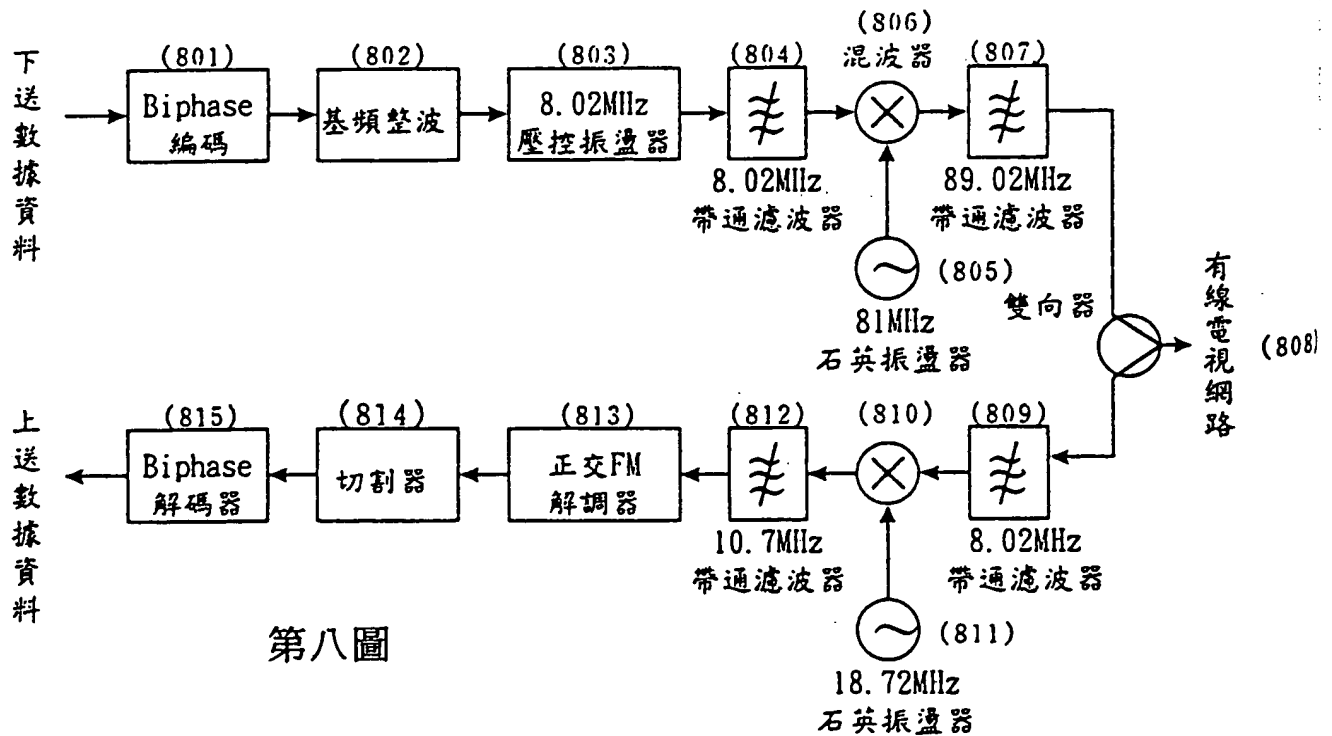 下送數據資料
(801)
Biphase
編碼
(802)
基頻整波
(803)
8.02MHz
壓控振盪器
(804)
8.02MHz
帶通濾波器
(806)
混波器
(807)
89.02MHz
帶通濾波器
(805)
81MHz
石英振盪器
雙向器
有線電視網路
(808)
上送數據資料
(815)
Biphase
解碼器
(814)
切割器
(813)
正交FM
解調器
(812)
10.7MHz
帶通濾波器
(810)
(809)
8.02MHz
帶通濾波器
(811)
18.72MHz
石英振盪器
第八圖